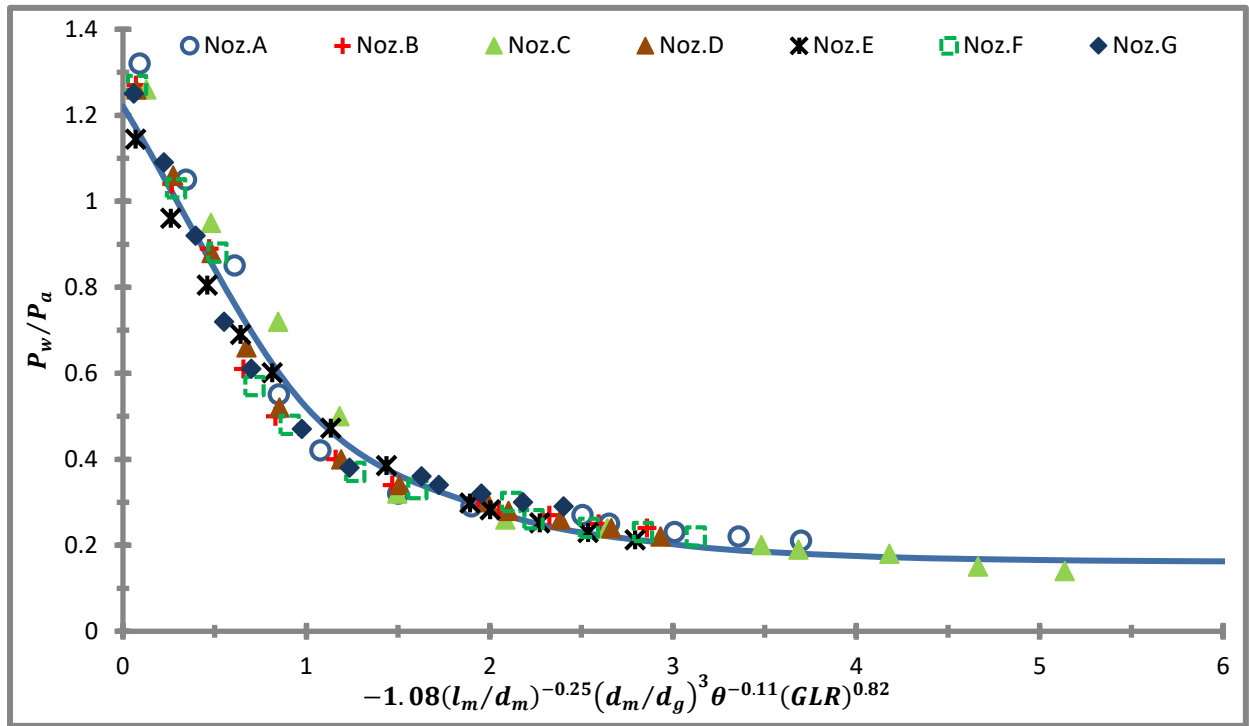 1.4
Noz.A Noz.B Noz.C Noz.D Noz.E Noz.F Noz.G
1.2
1
0.8
P_w/P_a
0.6
0.4
0.2
0
0 1 2 3 4 5 6
−1.08(l_m/d_m)^−0.25(d_m/d_g)^3 θ^−0.11(GLR)^0.82